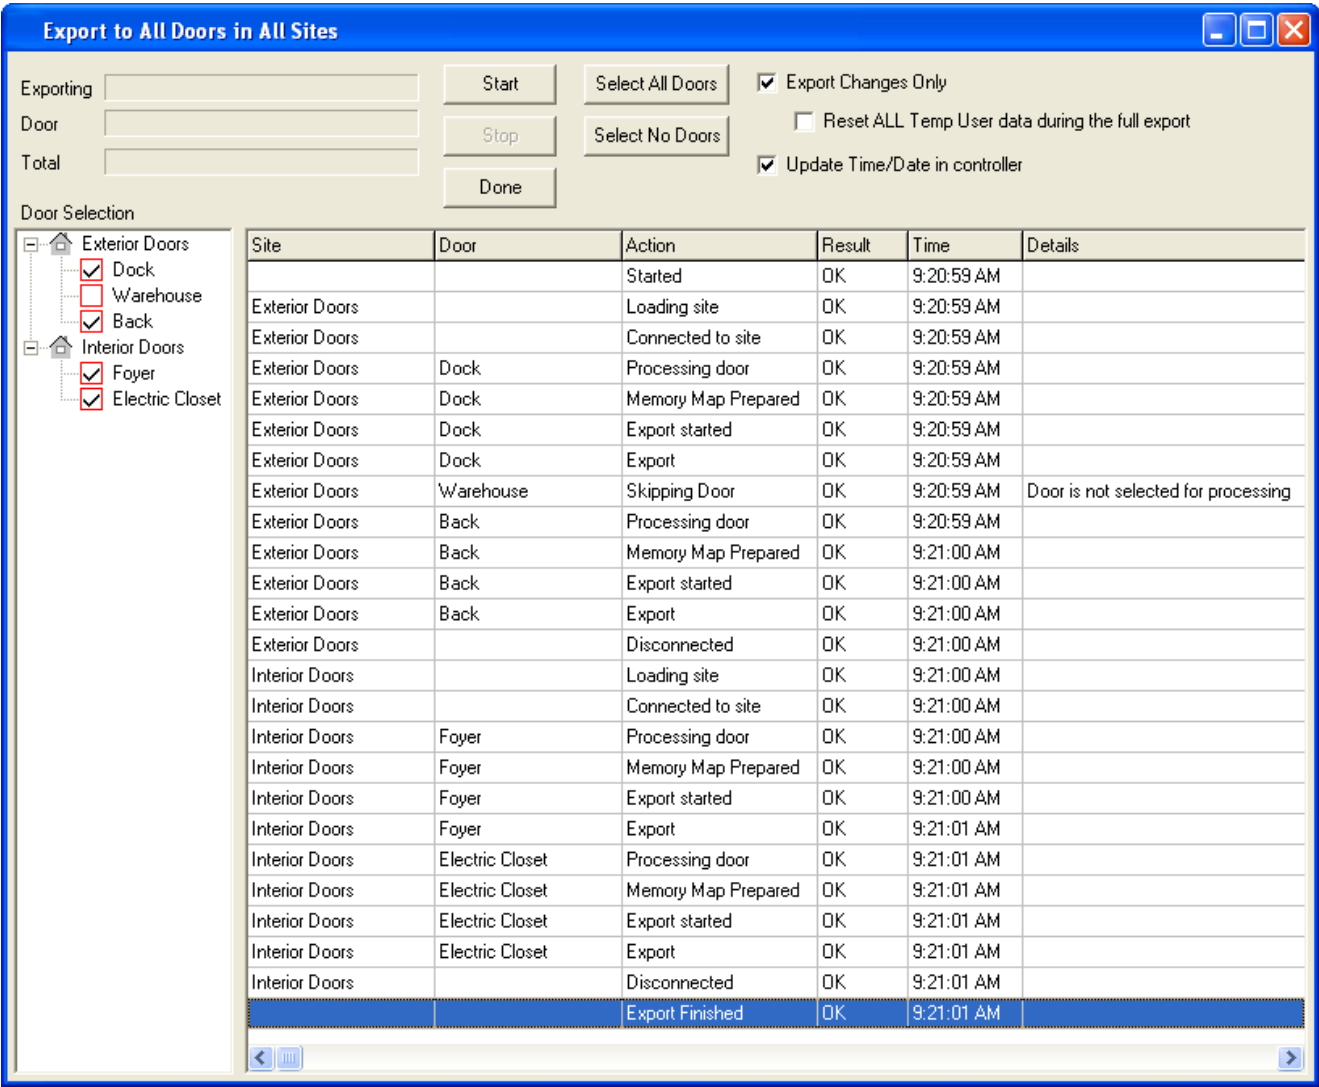 Export to All Doors in All Sites
Exporting
Door
Total
Start
Stop
Done
Select All Doors
Select No Doors
Export Changes Only
Reset ALL Temp User data during the full export
Update Time/Date in controller
Door Selection
Exterior Doors
Dock
Warehouse
Back
Interior Doors
Foyer
Electric Closet
Site Door Action Result Time Details
Started OK 9:20:59 AM
Exterior Doors Loading site OK 9:20:59 AM
Exterior Doors Connected to site OK 9:20:59 AM
Exterior Doors Dock Processing door OK 9:20:59 AM
Exterior Doors Dock Memory Map Prepared OK 9:20:59 AM
Exterior Doors Dock Export started OK 9:20:59 AM
Exterior Doors Dock Export OK 9:20:59 AM
Exterior Doors Warehouse Skipping Door OK 9:20:59 AM Door is not selected for processing
Exterior Doors Back Processing door OK 9:20:59 AM
Exterior Doors Back Memory Map Prepared OK 9:21:00 AM
Exterior Doors Back Export started OK 9:21:00 AM
Exterior Doors Back Export OK 9:21:00 AM
Exterior Doors Disconnected OK 9:21:00 AM
Interior Doors Loading site OK 9:21:00 AM
Interior Doors Connected to site OK 9:21:00 AM
Interior Doors Foyer Processing door OK 9:21:00 AM
Interior Doors Foyer Memory Map Prepared OK 9:21:00 AM
Interior Doors Foyer Export started OK 9:21:00 AM
Interior Doors Foyer Export OK 9:21:01 AM
Interior Doors Electric Closet Processing door OK 9:21:01 AM
Interior Doors Electric Closet Memory Map Prepared OK 9:21:01 AM
Interior Doors Electric Closet Export started OK 9:21:01 AM
Interior Doors Electric Closet Export OK 9:21:01 AM
Interior Doors Disconnected OK 9:21:01 AM
Export Finished OK 9:21:01 AM